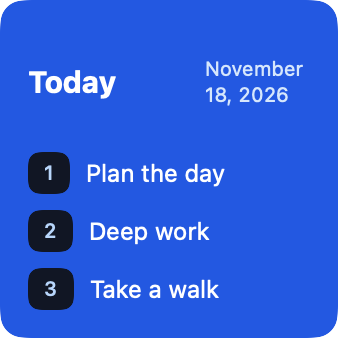 Today
November
18, 2026
1 Plan the day
2 Deep work
3 Take a walk